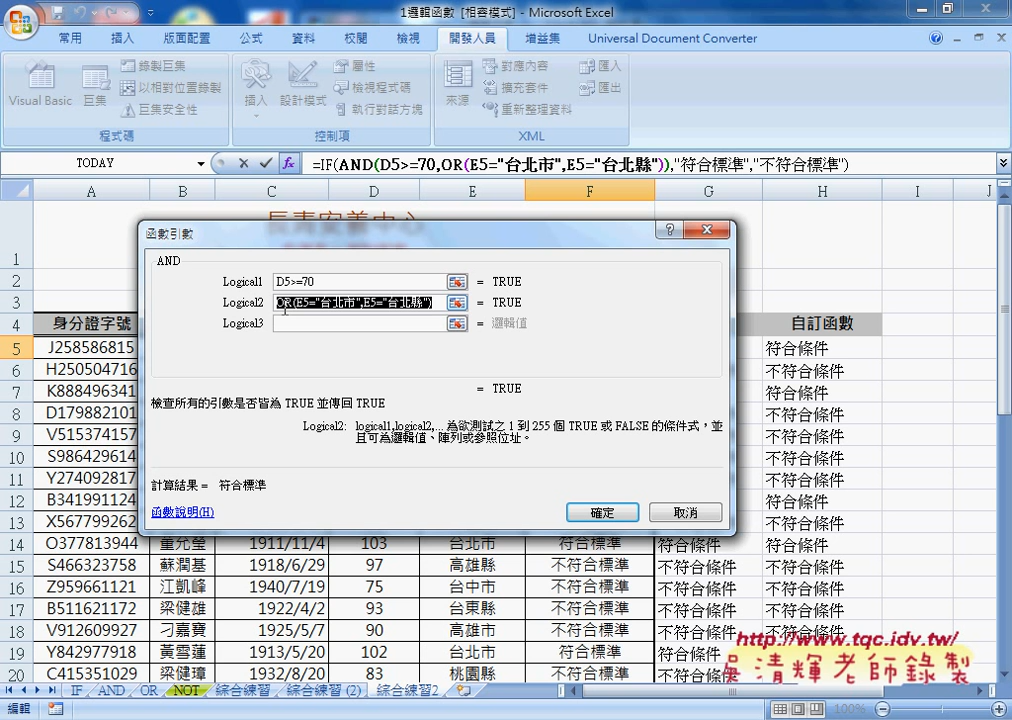 1邏輯函數 [相容模式] - Microsoft Excel
常用 插入 版面配置 公式 資料 校閱 檢視 開發人員 增益集 Universal Document Converter
Visual Basic 巨集 錄製巨集 以相對位置錄製 巨集安全性 插入 設計模式 屬性 檢視程式碼 執行對話方塊 來源 對應內容 擴充套件 重新整理資料 匯入 匯出
程式碼 控制項 XML
TODAY =IF(AND(D5>=70,OR(E5="台北市",E5="台北縣")),"符合標準","不符合標準")
A B C D E F G H I J
1 長青安養中心
2
3
4 身分證字號 自訂函數
5 J258586815 符合條件
6 H250504716 不符合條件
7 K888496341 符合條件
8 D179882101 不符合條件
9 V515374157 不符合條件
10 S986429614 不符合條件
11 Y274092817 不符合條件
12 B341991124 符合條件
13 X567799262 不符合條件
14 O377813944 董允瑩 1911/11/4 103 台北市 符合標準 符合條件 符合條件
15 S466323758 蘇潤基 1918/6/29 97 高雄縣 不符合標準 不符合條件 不符合條件
16 Z959661121 江凱峰 1940/7/19 75 台中市 不符合標準 不符合條件 不符合條件
17 B511621172 梁健雄 1922/4/2 93 台東縣 不符合標準 不符合條件 不符合條件
18 V912609927 刁嘉寶 1925/5/7 90 高雄市 不符合標準 不符合條件 不符合條件
19 Y842977918 黃雪蓮 1913/5/20 102 台北市 符合標準 符合條件
20 C415351029 梁健瑋 1932/8/20 83 桃園縣 不符合標準
函數引數
AND
Logical1 D5>=70 = TRUE
Logical2 OR(E5="台北市",E5="台北縣") = TRUE
Logical3 = 邏輯值
= TRUE
檢查所有的引數是否皆為 TRUE 並傳回 TRUE
Logical2: logical1,logical2,... 為欲測試之 1 到 255 個 TRUE 或 FALSE 的條件式，並
且可為邏輯值、陣列或參照位址。
計算結果 = 符合標準
函數說明(H) 確定 取消
http://www.tqc.idv.tw/
吳清輝老師錄製
IF AND OR NOT 綜合練習 綜合練習 (2) 綜合練習2
編輯 100%